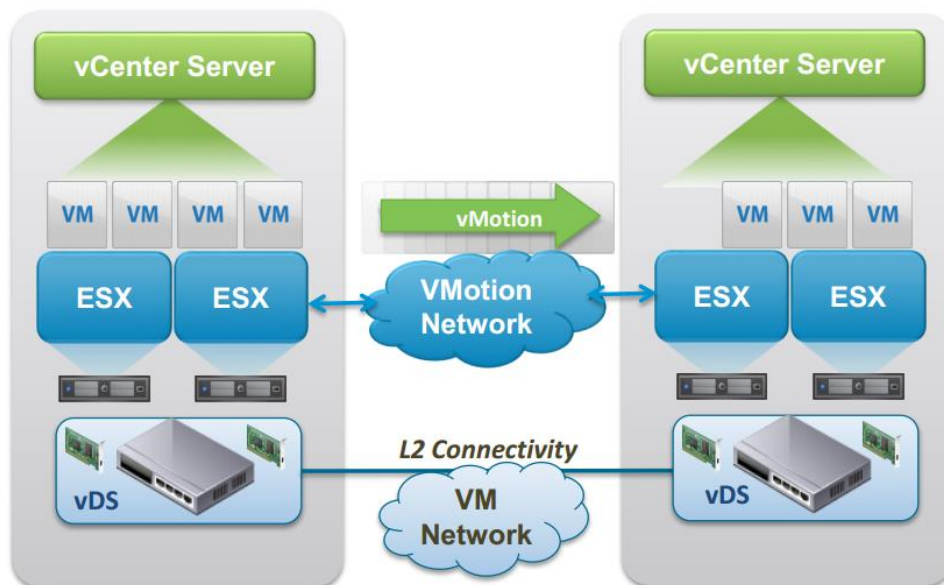 vCenter Server
vCenter Server
VM VM VM VM
vMotion
VM VM VM
ESX ESX
VMotion
Network
ESX ESX
L2 Connectivity
vDS
VM
Network
vDS